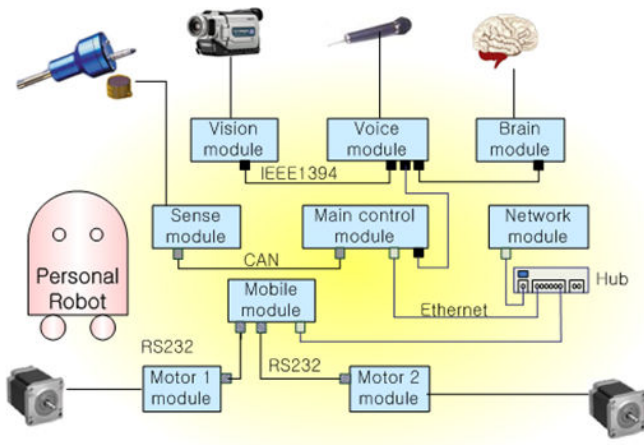 Vision
module
Voice
module
Brain
module
IEEE1394
Sense
module
Main control
module
Network
module
CAN
Personal
Robot
Mobile
module
Ethernet
Hub
RS232
RS232
Motor 1
module
Motor 2
module